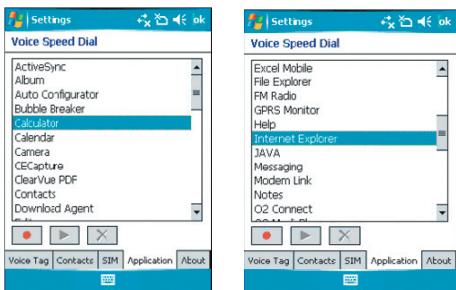 Settings ok
Voice Speed Dial
ActiveSync
Album
Auto Configurator
Bubble Breaker
Calculator
Calendar
Camera
CECapture
ClearVue PDF
Contacts
Download Agent
Voice Tag Contacts SIM Application About
Settings ok
Voice Speed Dial
Excel Mobile
File Explorer
FM Radio
GPRS Monitor
Help
Internet Explorer
JAVA
Messaging
Modem Link
Notes
O2 Connect
Voice Tag Contacts SIM Application About